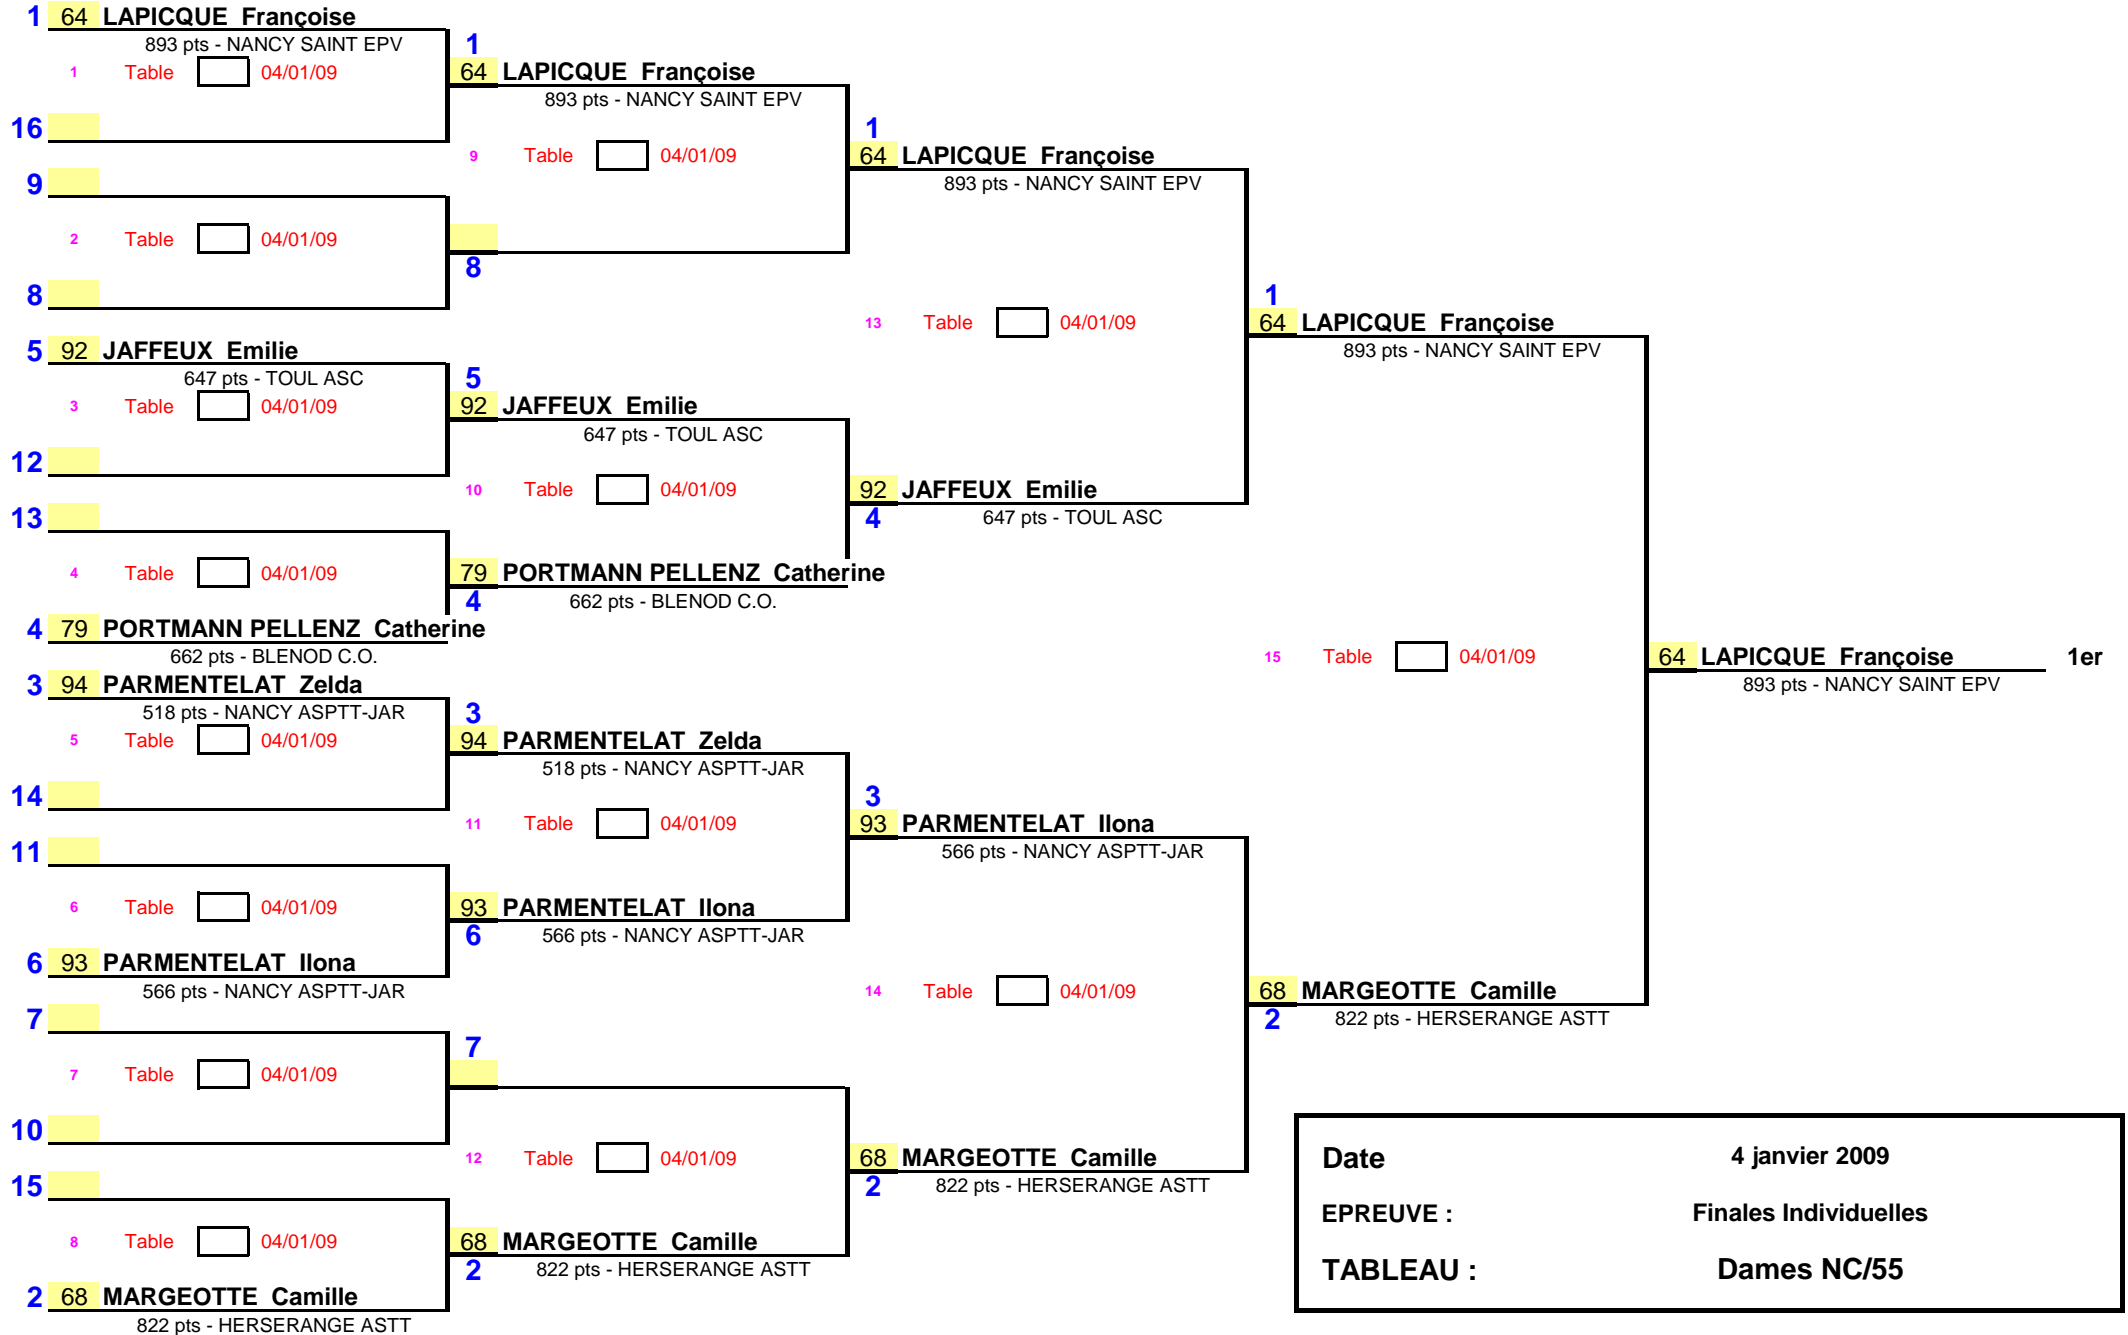 1 64 LAPICQUE Françoise
893 pts - NANCY SAINT EPV
1 Table 04/01/09
16
9
2 Table 04/01/09
8
5 92 JAFFEUX Emilie
647 pts - TOUL ASC
3 Table 04/01/09
12
13
4 Table 04/01/09
4 79 PORTMANN PELLENZ Catherine
662 pts - BLENOD C.O.
3 94 PARMENTELAT Zelda
518 pts - NANCY ASPTT-JAR
5 Table 04/01/09
14
11
6 Table 04/01/09
6 93 PARMENTELAT Ilona
566 pts - NANCY ASPTT-JAR
7
7 Table 04/01/09
10
15
8 Table 04/01/09
2 68 MARGEOTTE Camille
822 pts - HERSERANGE ASTT
1
64 LAPICQUE Françoise
893 pts - NANCY SAINT EPV
9 Table 04/01/09
8
5
92 JAFFEUX Emilie
647 pts - TOUL ASC
10 Table 04/01/09
79 PORTMANN PELLENZ Catherine
4
662 pts - BLENOD C.O.
3
94 PARMENTELAT Zelda
518 pts - NANCY ASPTT-JAR
11 Table 04/01/09
93 PARMENTELAT Ilona
6
566 pts - NANCY ASPTT-JAR
7
12 Table 04/01/09
68 MARGEOTTE Camille
2
822 pts - HERSERANGE ASTT
1
64 LAPICQUE Françoise
893 pts - NANCY SAINT EPV
13 Table 04/01/09
92 JAFFEUX Emilie
4
647 pts - TOUL ASC
3
93 PARMENTELAT Ilona
566 pts - NANCY ASPTT-JAR
14 Table 04/01/09
68 MARGEOTTE Camille
2
822 pts - HERSERANGE ASTT
1
64 LAPICQUE Françoise
893 pts - NANCY SAINT EPV
15 Table 04/01/09
68 MARGEOTTE Camille
2
822 pts - HERSERANGE ASTT
64 LAPICQUE Françoise 1er
893 pts - NANCY SAINT EPV
Date 4 janvier 2009
EPREUVE : Finales Individuelles
TABLEAU : Dames NC/55